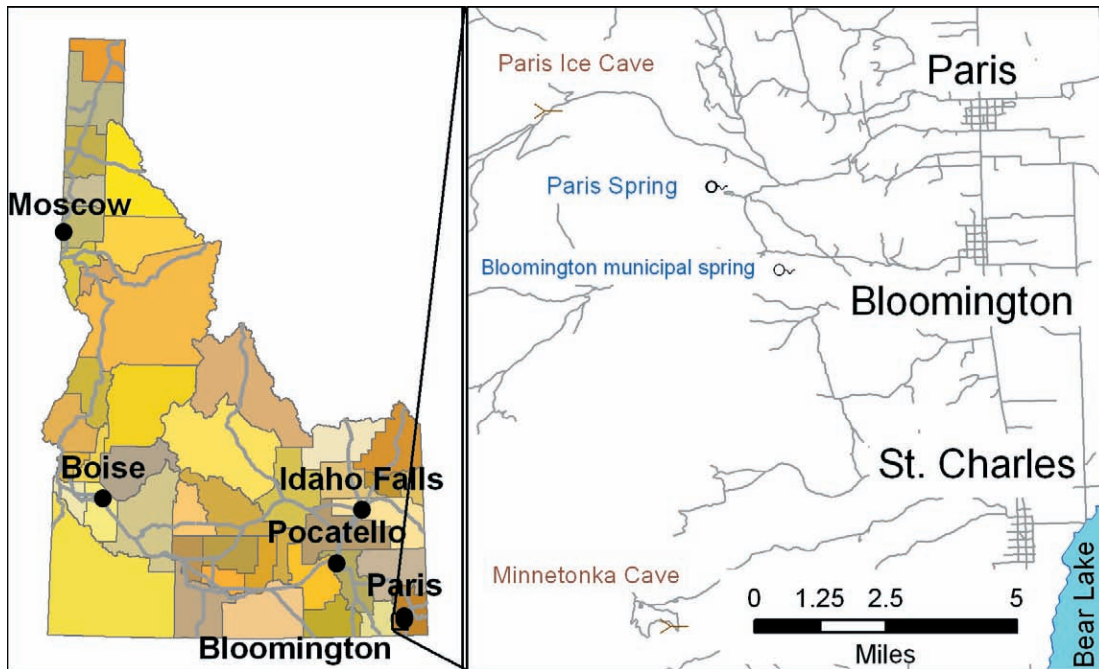 Moscow
Boise
Idaho Falls
Pocatello
Paris
Bloomington
Paris Ice Cave
Paris
Paris Spring
Bloomington municipal spring
Bloomington
St. Charles
Minnetonka Cave
0 1.25 2.5 5
Miles
Bear Lake